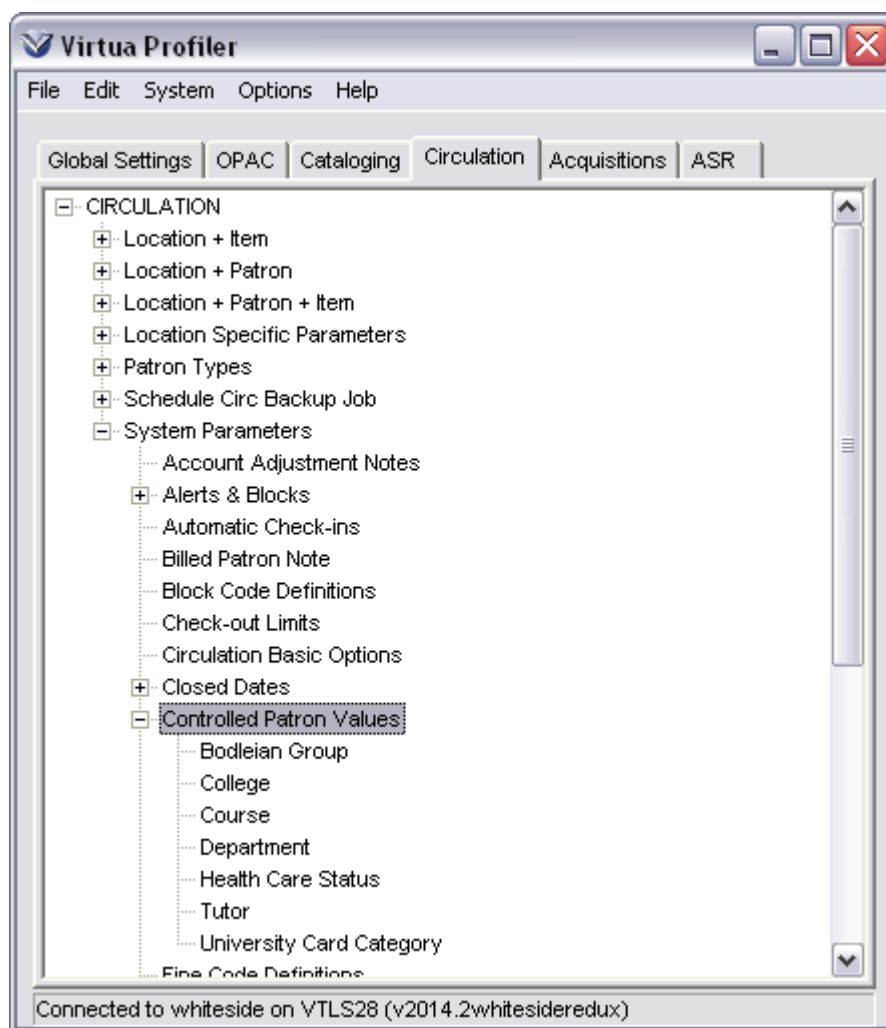 Virtua Profiler
File Edit System Options Help
Global Settings OPAC Cataloging Circulation Acquisitions ASR
CIRCULATION
Location + Item
Location + Patron
Location + Patron + Item
Location Specific Parameters
Patron Types
Schedule Circ Backup Job
System Parameters
Account Adjustment Notes
Alerts & Blocks
Automatic Check-ins
Billed Patron Note
Block Code Definitions
Check-out Limits
Circulation Basic Options
Closed Dates
Controlled Patron Values
Bodleian Group
College
Course
Department
Health Care Status
Tutor
University Card Category
Fine Code Definitions
Connected to whiteside on VTLS28 (v2014.2whitesideredux)